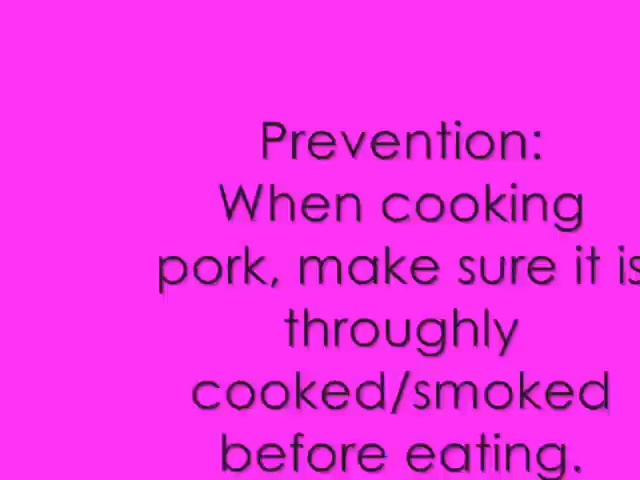 Prevention:
When cooking
pork, make sure it is
throughly
cooked/smoked
before eating.